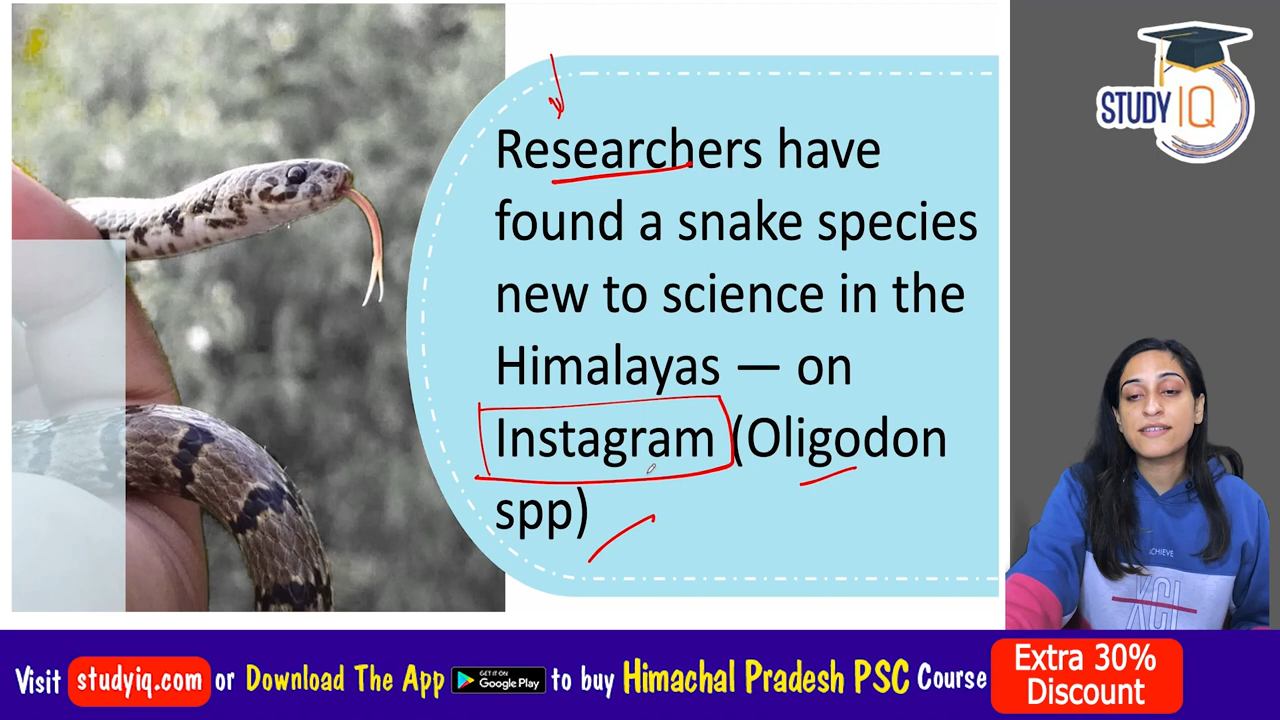 Researchers have
found a snake species
new to science in the
Himalayas — on
Instagram (Oligodon
spp)
STUDY IQ
ACHIEVE
Visit studyiq.com or Download The App GET IT ON Google Play to buy Himachal Pradesh PSC Course
Extra 30%
Discount